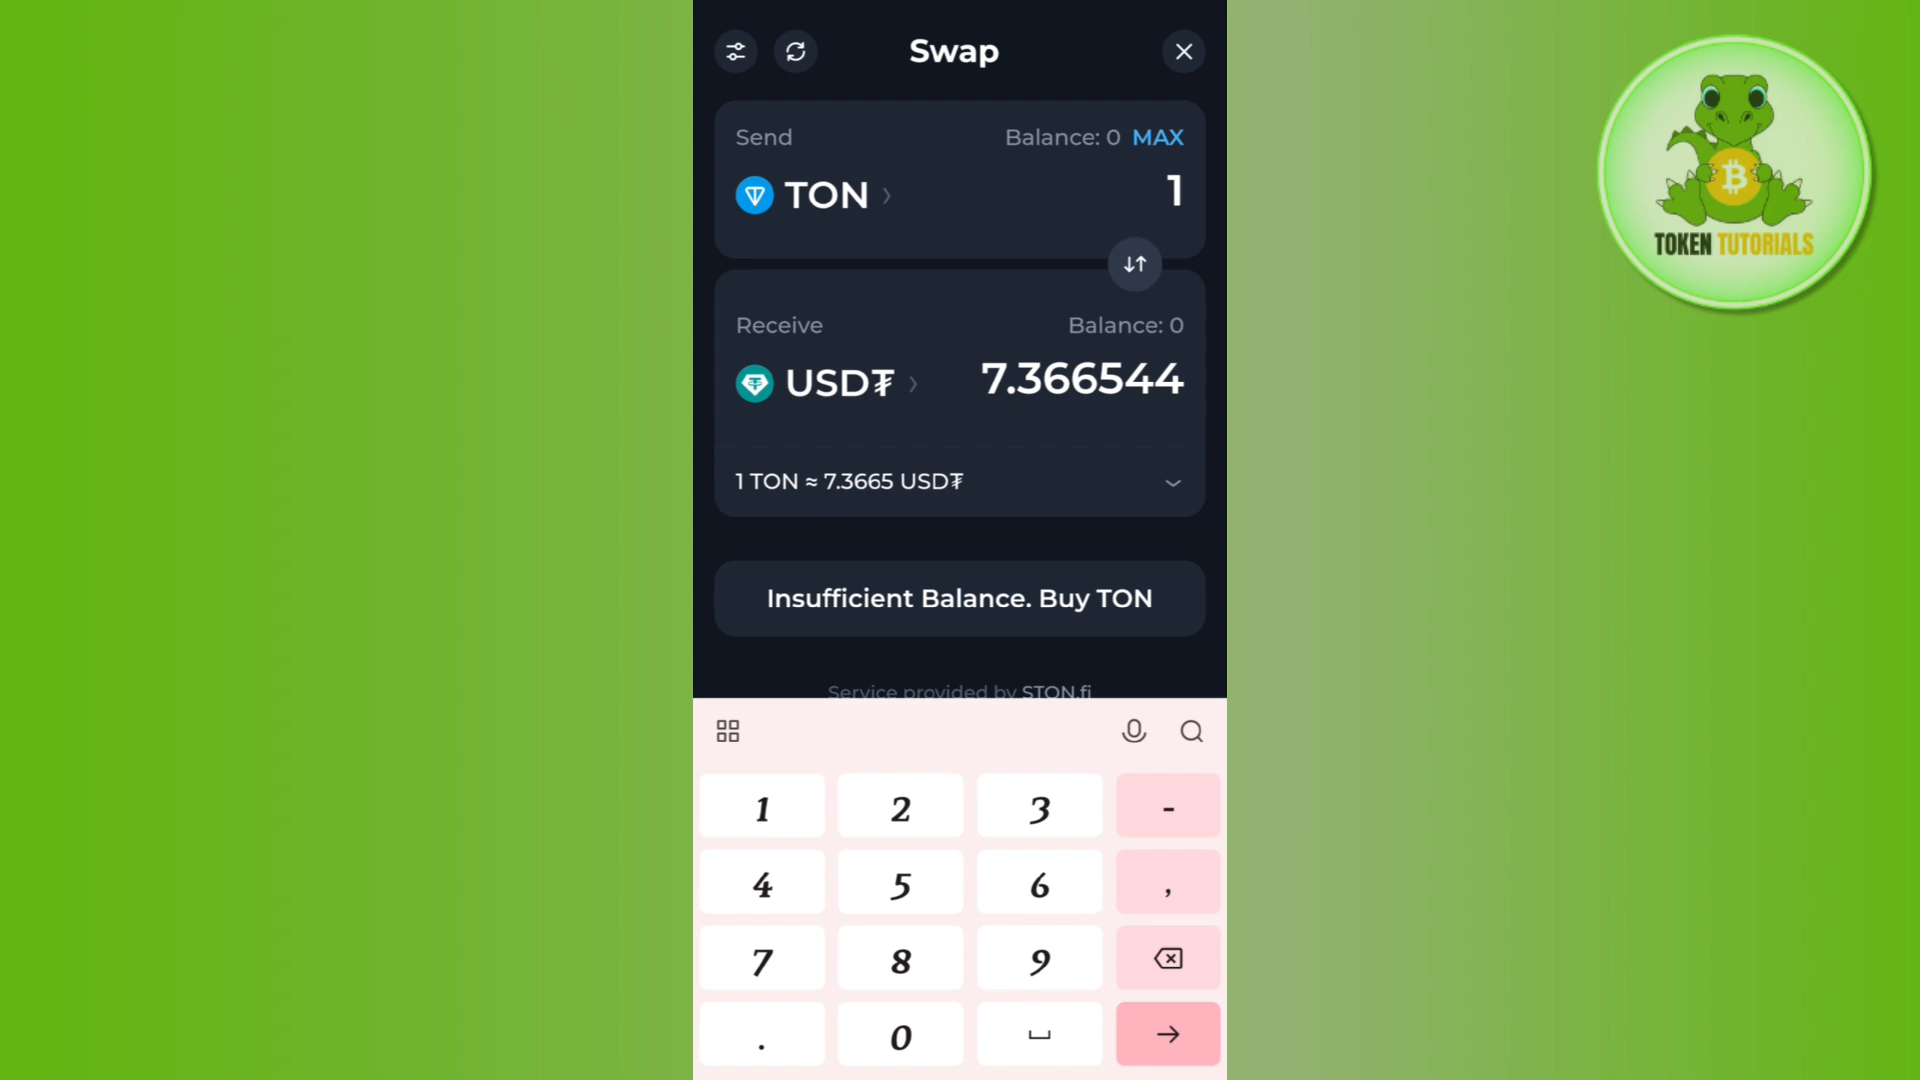 Swap
Send
Balance: 0 MAX
TON
1
Receive
Balance: 0
USD₮
7.366544
1 TON ≈ 7.3665 USD₮
Insufficient Balance. Buy TON
Service provided by STON.fi
1 2 3 -
4 5 6 ,
7 8 9
. 0
TOKEN TUTORIALS